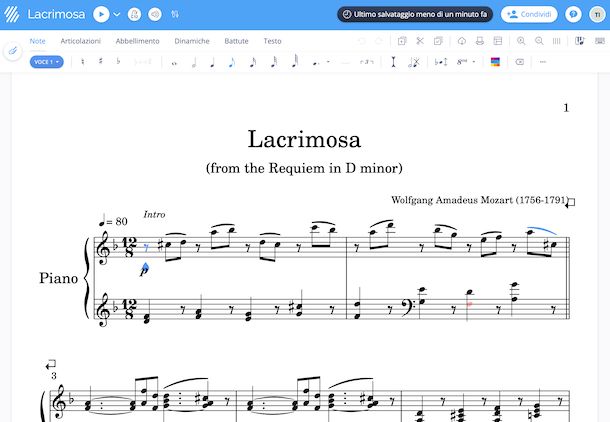 Lacrimosa
Ultimo salvataggio meno di un minuto fa
Condividi
TI
Note Articolazioni Abbellimento Dinamiche Battute Testo
VOCE 1
8va
1
Lacrimosa
(from the Requiem in D minor)
Wolfgang Amadeus Mozart (1756-1791)
Intro
= 80
12
8
p
Piano
12
8
3